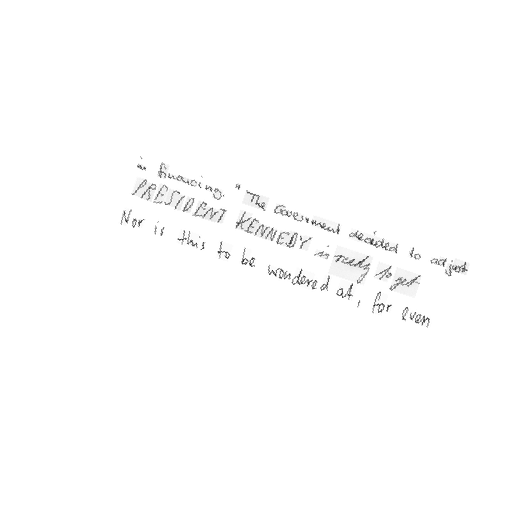 in financing. "The Government decided to adjust
PRESIDENT KENNEDY is ready to get
Nor is this to be wondered at, for even